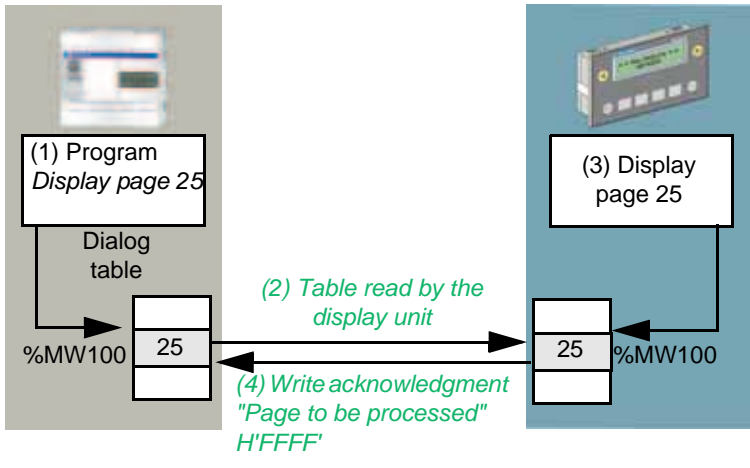 (1) Program
Display page 25
Dialog
table
%MW100
25
(2) Table read by the
display unit
(4) Write acknowledgment
"Page to be processed"
H'FFFF'
(3) Display
page 25
25
%MW100